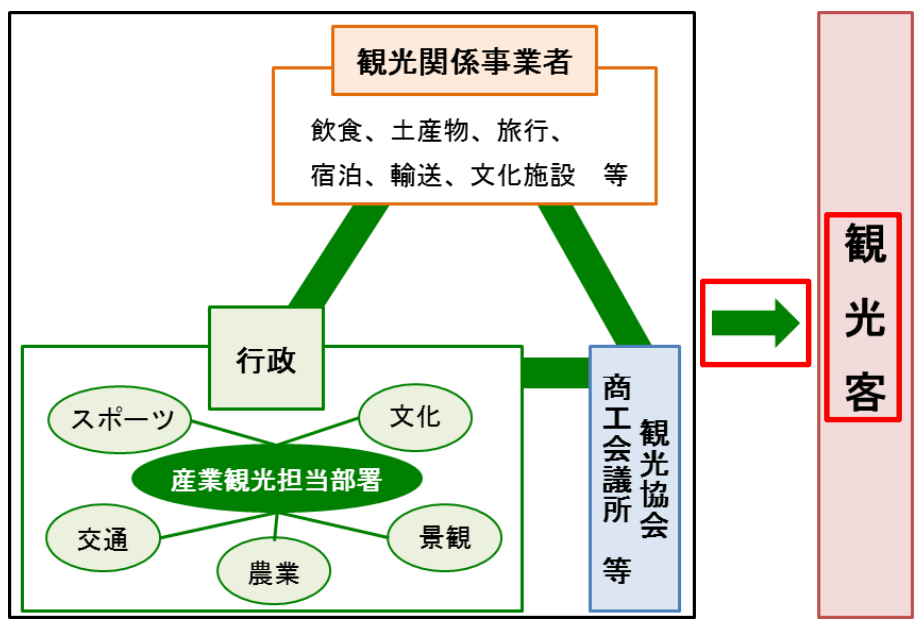 観光関係事業者
飲食、土産物、旅行、
宿泊、輸送、文化施設　等
行政
スポーツ
文化
産業観光担当部署
交通
農業
景観
観光協会
商工会議所　等
観光客